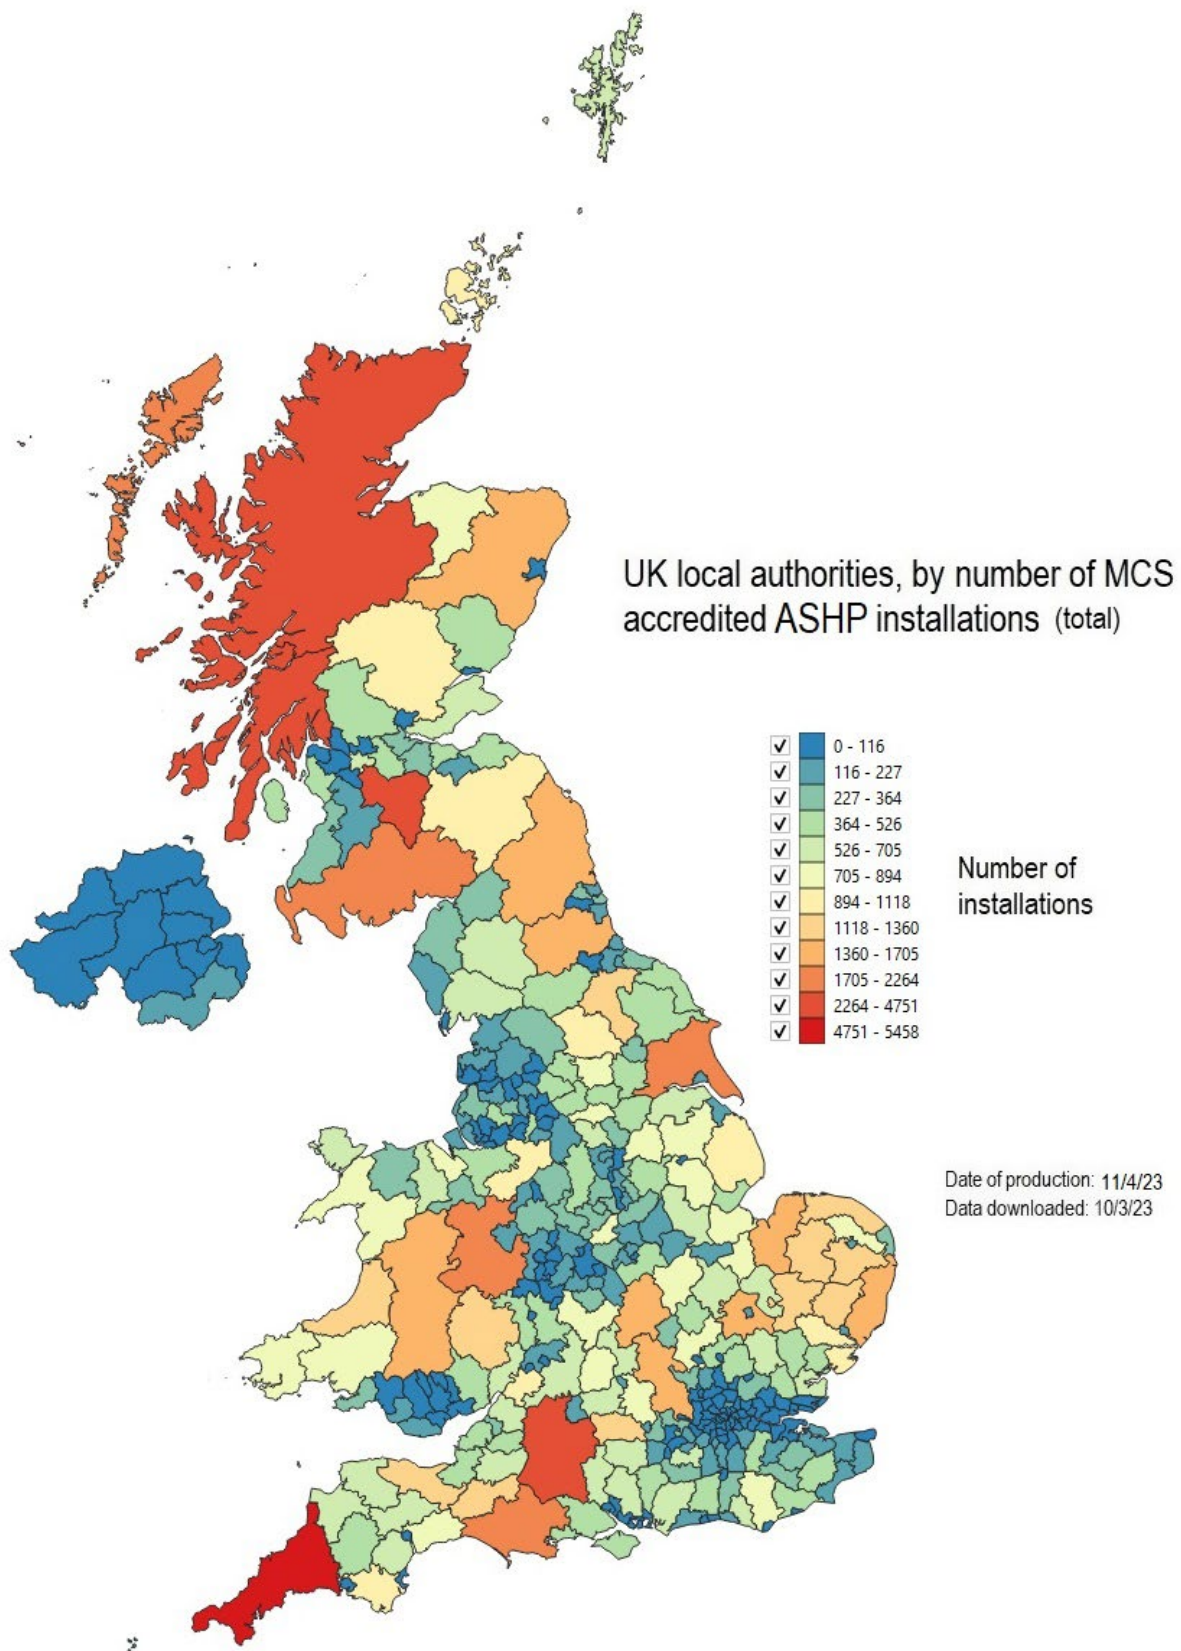 UK local authorities, by number of MCS
accredited ASHP installations (total)
0 - 116
116 - 227
227 - 364
364 - 526
526 - 705
705 - 894
894 - 1118
1118 - 1360
1360 - 1705
1705 - 2264
2264 - 4751
4751 - 5458
Number of
installations
Date of production: 11/4/23
Data downloaded: 10/3/23